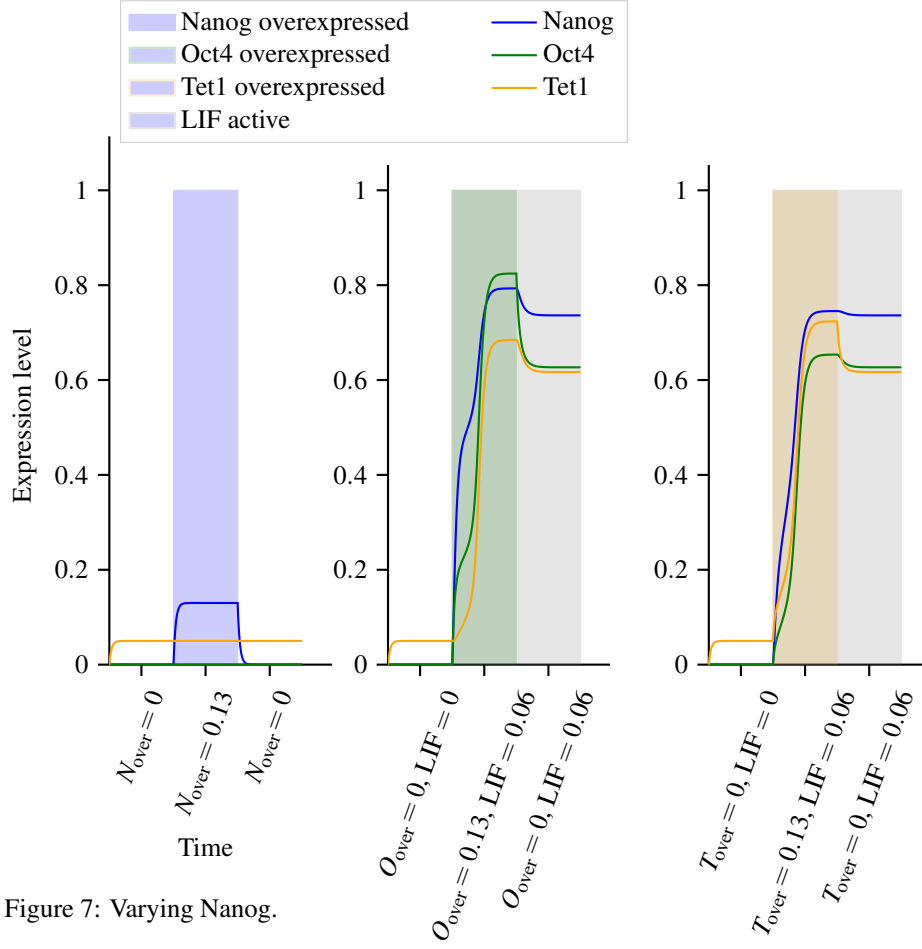 Nanog overexpressed
Oct4 overexpressed
Tet1 overexpressed
LIF active
Nanog
Oct4
Tet1
Expression level
1
0.8
0.6
0.4
0.2
0
N_over = 0
N_over = 0.13
N_over = 0
Time
1
0.8
0.6
0.4
0.2
0
O_over = 0, LIF = 0
O_over = 0.13, LIF = 0.06
O_over = 0, LIF = 0.06
1
0.8
0.6
0.4
0.2
0
T_over = 0, LIF = 0
T_over = 0.13, LIF = 0.06
T_over = 0, LIF = 0.06
Figure 7: Varying Nanog.